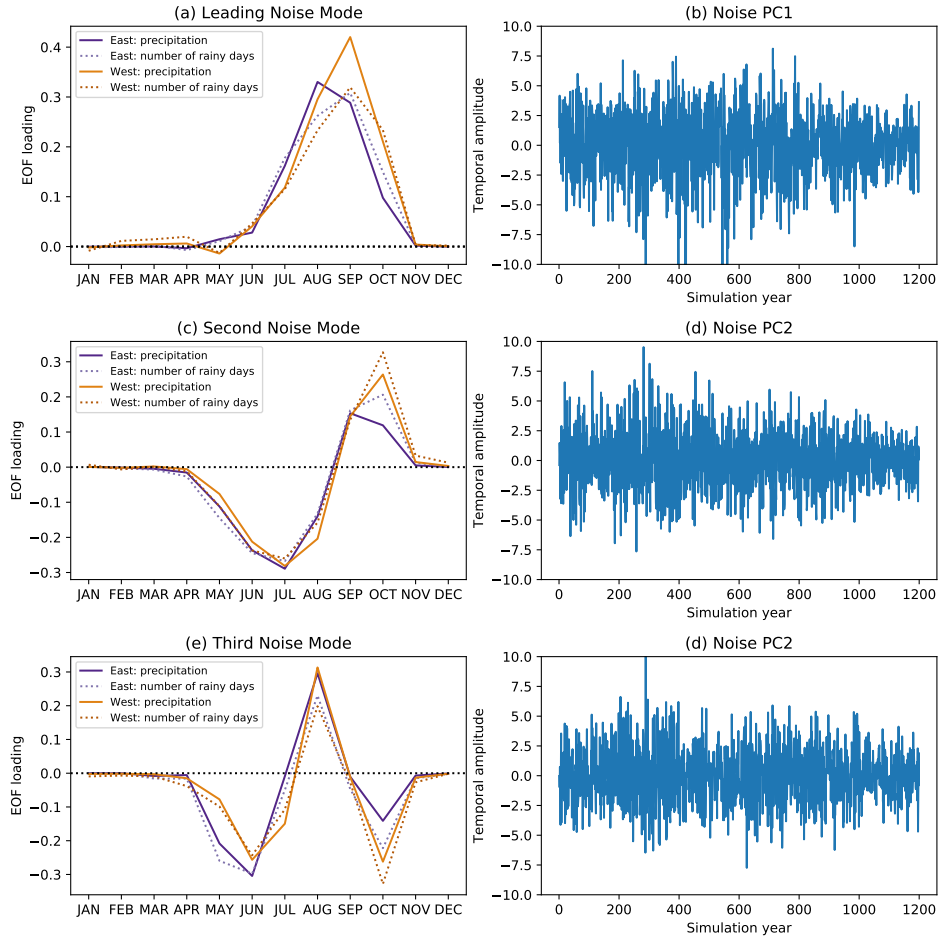 (a) Leading Noise Mode
East: precipitation
East: number of rainy days
West: precipitation
West: number of rainy days
EOF loading
0.4
0.3
0.2
0.1
0.0
JAN FEB MAR APR MAY JUN JUL AUG SEP OCT NOV DEC
(b) Noise PC1
Temporal amplitude
10.0
7.5
5.0
2.5
0.0
−2.5
−5.0
−7.5
−10.0
0 200 400 600 800 1000 1200
Simulation year
(c) Second Noise Mode
East: precipitation
East: number of rainy days
West: precipitation
West: number of rainy days
EOF loading
0.3
0.2
0.1
0.0
−0.1
−0.2
−0.3
JAN FEB MAR APR MAY JUN JUL AUG SEP OCT NOV DEC
(d) Noise PC2
Temporal amplitude
10.0
7.5
5.0
2.5
0.0
−2.5
−5.0
−7.5
−10.0
0 200 400 600 800 1000 1200
Simulation year
(e) Third Noise Mode
East: precipitation
East: number of rainy days
West: precipitation
West: number of rainy days
EOF loading
0.3
0.2
0.1
0.0
−0.1
−0.2
−0.3
JAN FEB MAR APR MAY JUN JUL AUG SEP OCT NOV DEC
(d) Noise PC2
Temporal amplitude
10.0
7.5
5.0
2.5
0.0
−2.5
−5.0
−7.5
−10.0
0 200 400 600 800 1000 1200
Simulation year